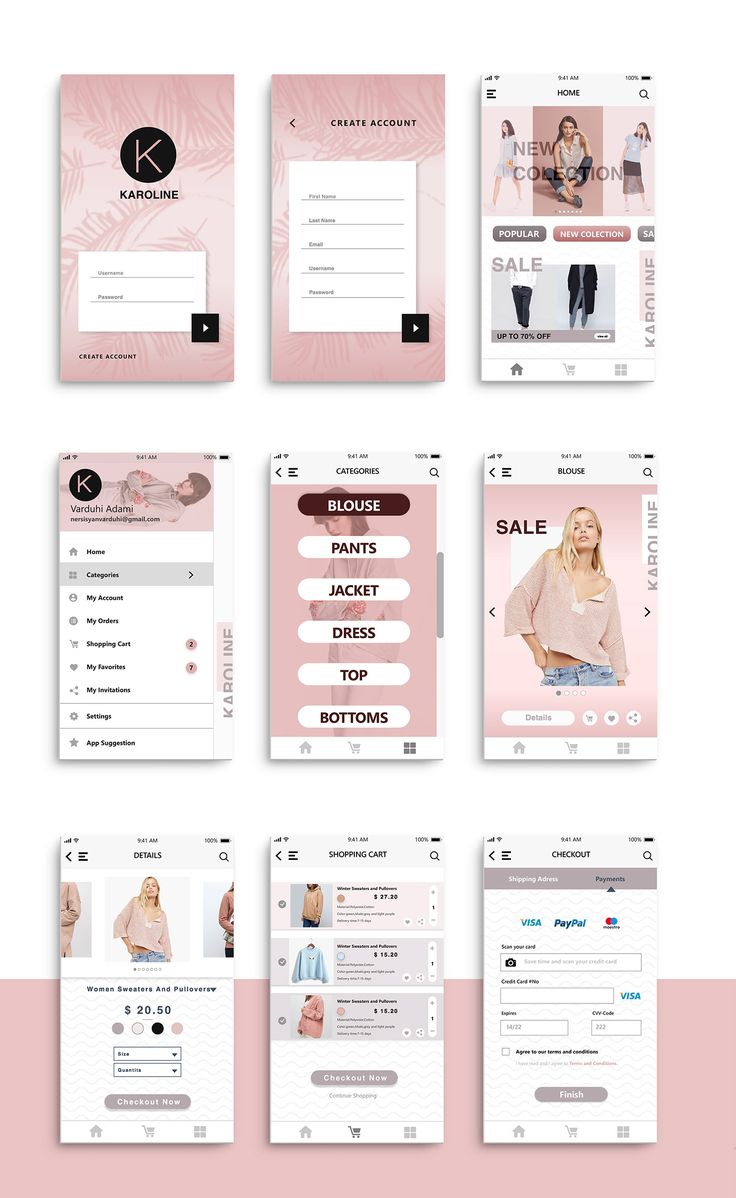 K
KAROLINE
Username
Password
CREATE ACCOUNT
CREATE ACCOUNT
First Name
Last Name
Email
Username
Password
9:41 AM 100%
HOME
NEW
COLECTION
POPULAR NEW COLECTION SA
SALE
KAROLINE
UP TO 70% OFF view all
9:41 AM 100%
K
Varduhi Adami
nersisyanvarduhi@gmail.com
Home
Categories
My Account
My Orders
Shopping Cart 2
My Favorites 7
My Invitations
Settings
App Suggestion
KAROLINE
9:41 AM 100%
CATEGORIES
BLOUSE
PANTS
JACKET
DRESS
TOP
BOTTOMS
9:41 AM 100%
BLOUSE
SALE
KAROLINE
Details
9:41 AM 100%
DETAILS
Women Sweaters And Pullovers
$ 20.50
Size
Quantits
Checkout Now
9:41 AM 100%
SHOPPING CART
Winter Sweaters and Pullovers
$ 27.20
Material:Polyester,Cotton
Color:green,khaki,grey and light purple
Delivery time:7-15 days
1
Winter Sweaters and Pullovers
$ 15.20
Material:Polyester,Cotton
Color:green,khaki,grey and light purple
Delivery time:7-15 days
1
Winter Sweaters and Pullovers
$ 15.20
Material:Polyester,Cotton
Color:green,khaki,grey and light purple
Delivery time:7-15 days
1
Checkout Now
Continue Shopping
9:41 AM 100%
CHECKOUT
Shipping Adress Payments
VISA PayPal maestro
Scan your card
Save time and scan your credit card
Credit Card #No
VISA
Expires CVV-Code
14/22 222
Agree to our terms and conditions
I have read and I agree to Terms and Conditions.
Finish